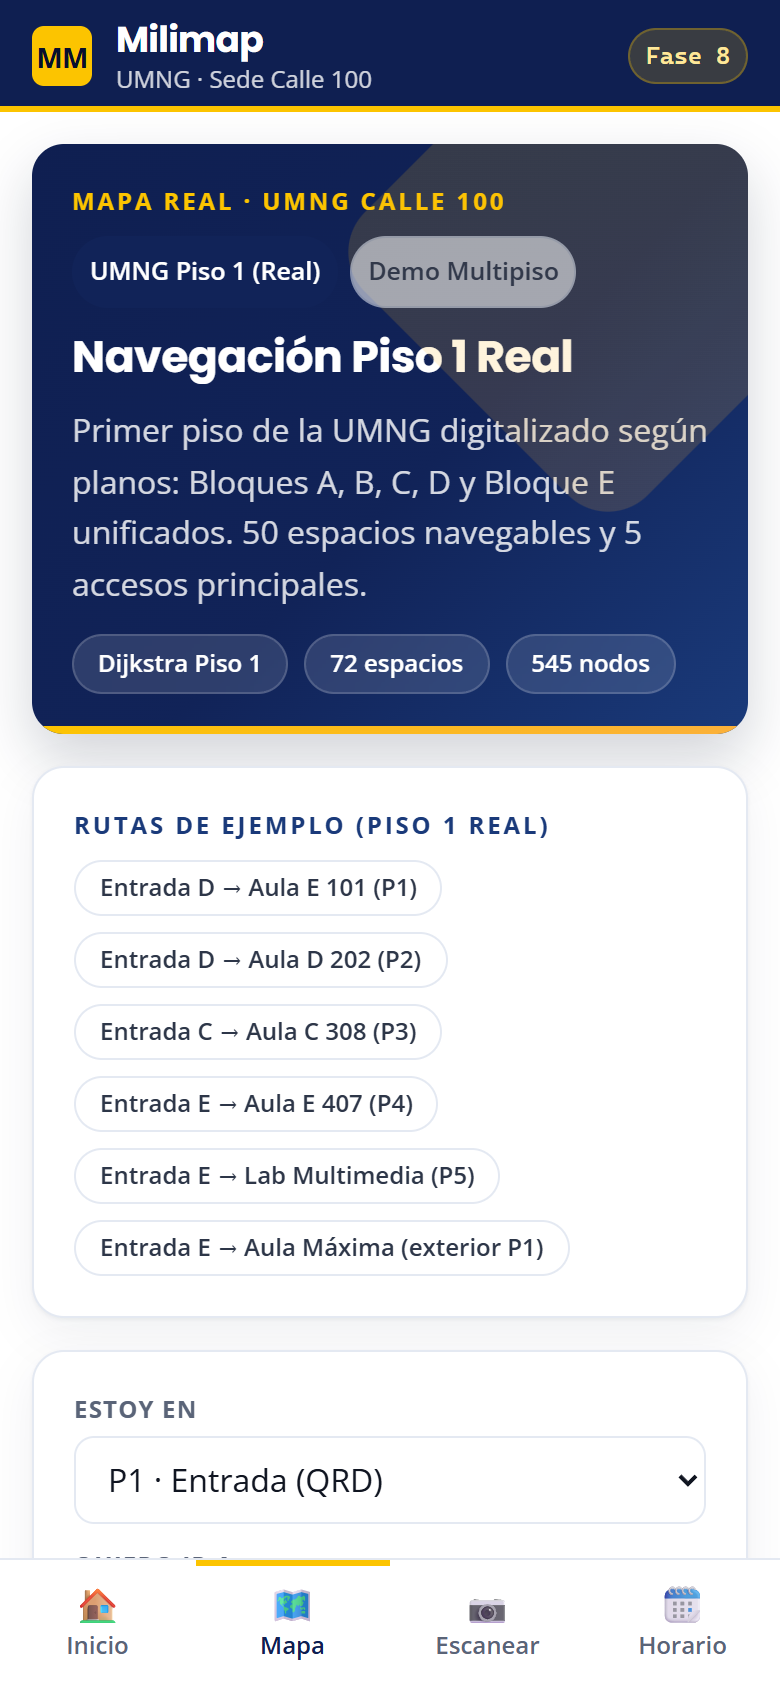 MM
Milimap
UMNG · Sede Calle 100
Fase 8
MAPA REAL · UMNG CALLE 100
UMNG Piso 1 (Real)
Demo Multipiso
Navegación Piso 1 Real
Primer piso de la UMNG digitalizado según
planos: Bloques A, B, C, D y Bloque E
unificados. 50 espacios navegables y 5
accesos principales.
Dijkstra Piso 1
72 espacios
545 nodos
RUTAS DE EJEMPLO (PISO 1 REAL)
Entrada D → Aula E 101 (P1)
Entrada D → Aula D 202 (P2)
Entrada C → Aula C 308 (P3)
Entrada E → Aula E 407 (P4)
Entrada E → Lab Multimedia (P5)
Entrada E → Aula Máxima (exterior P1)
ESTOY EN
P1 · Entrada (QRD)
Inicio
Mapa
Escanear
Horario